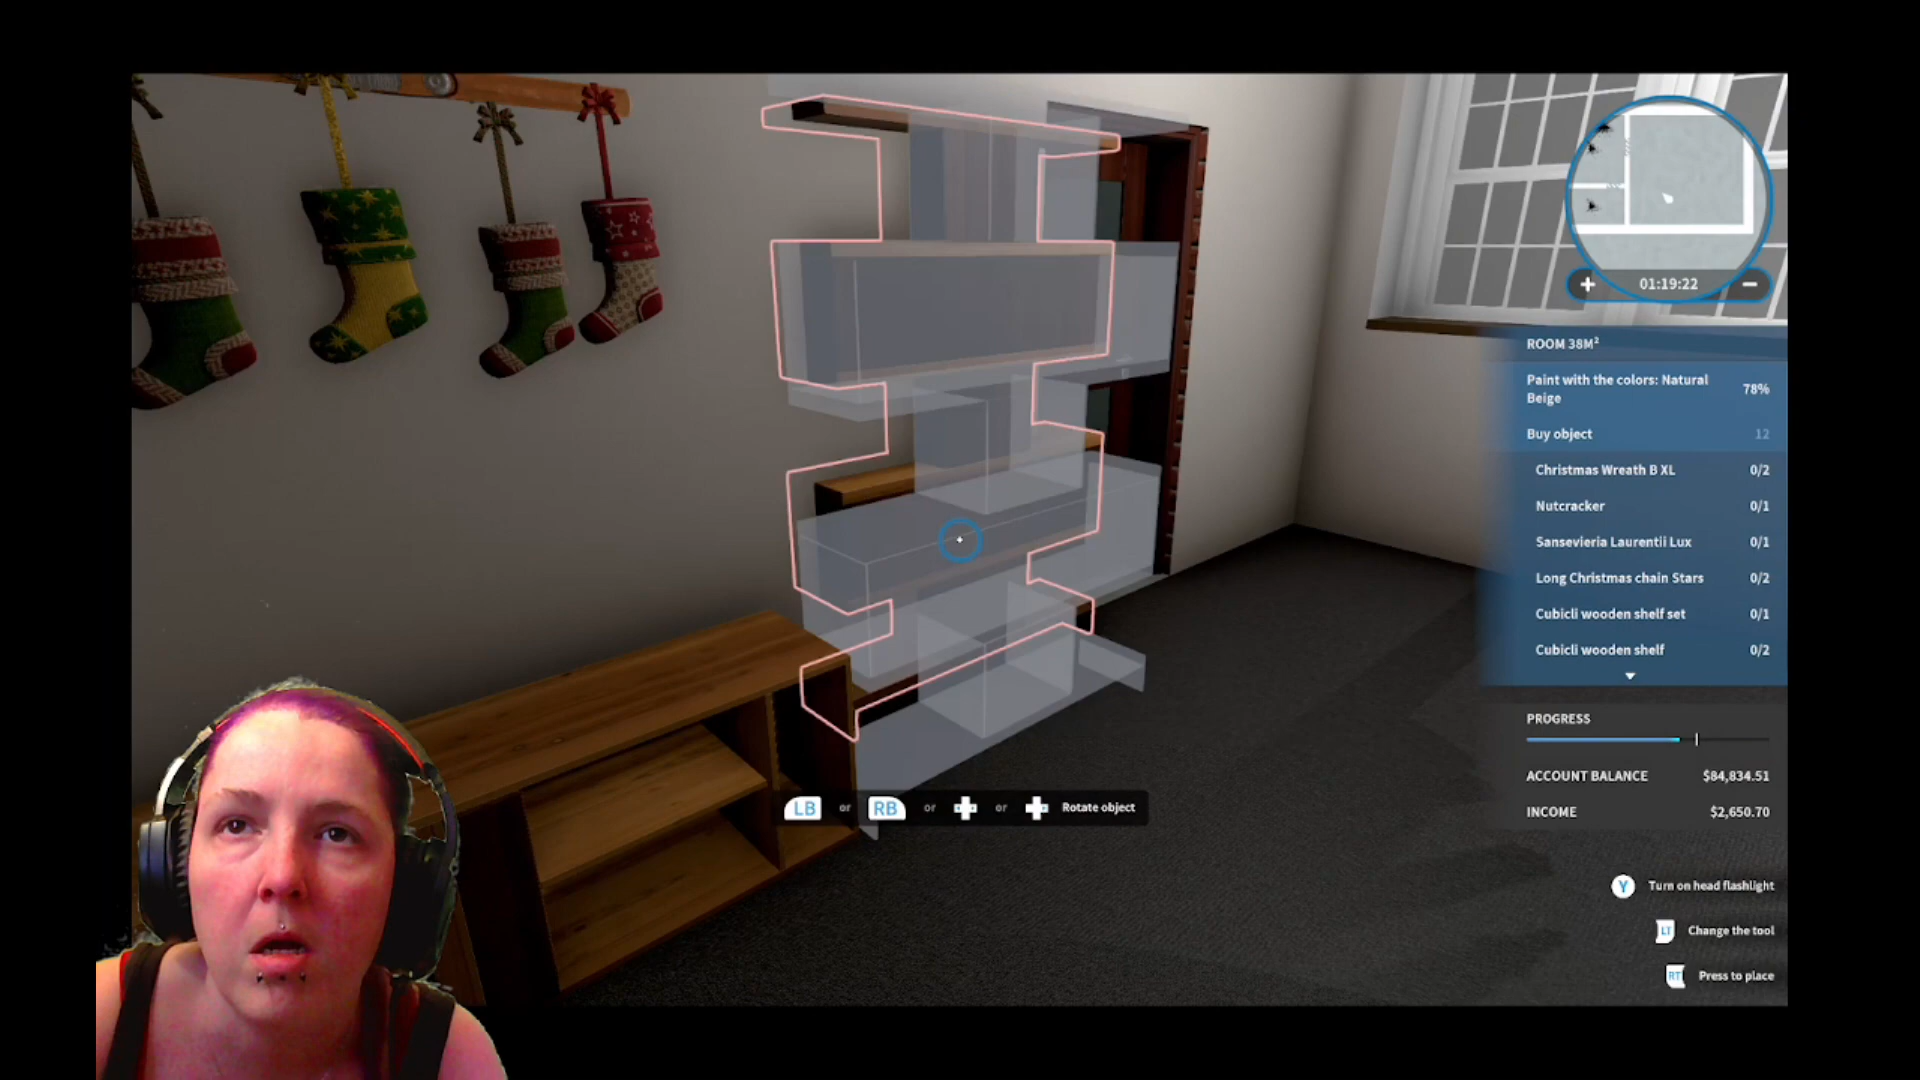 01:19:22
ROOM 38M²
Paint with the colors: Natural
Beige
78%
Buy object 12
Christmas Wreath B XL 0/2
Nutcracker 0/1
Sansevieria Laurentii Lux 0/1
Long Christmas chain Stars 0/2
Cubicli wooden shelf set 0/1
Cubicli wooden shelf 0/2
PROGRESS
ACCOUNT BALANCE $84,834.51
INCOME $2,650.70
LB or RB or or Rotate object
Y Turn on head flashlight
LT Change the tool
RT Press to place